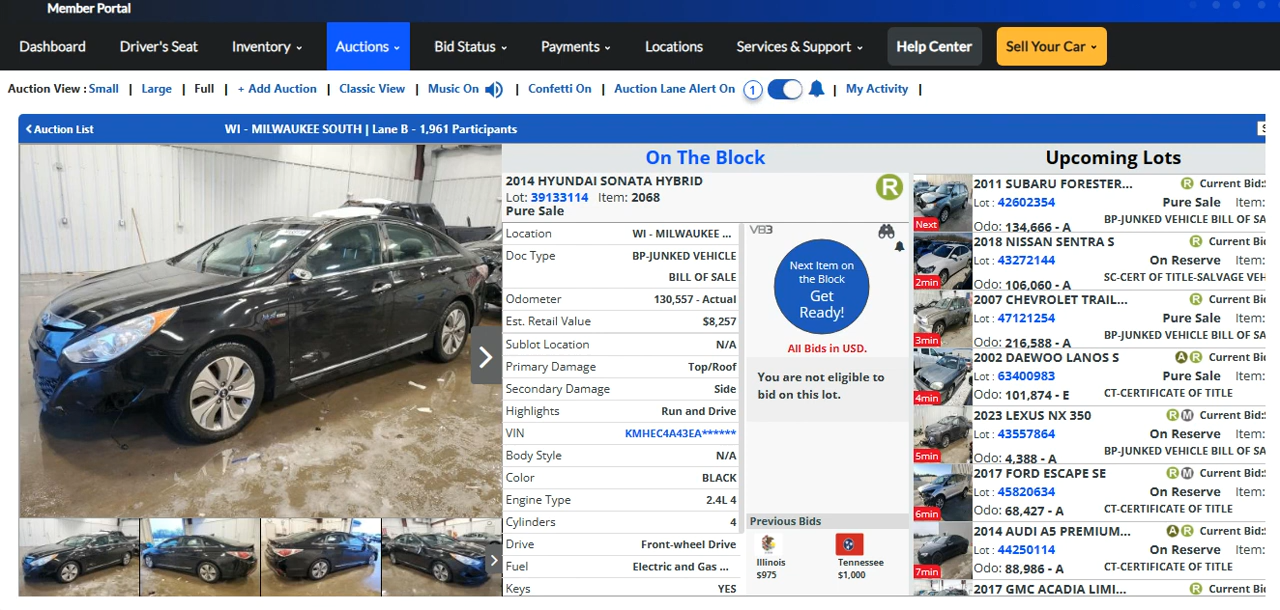 Member Portal
Dashboard Driver's Seat Inventory Auctions Bid Status Payments Locations Services & Support Help Center Sell Your Car
Auction View : Small | Large | Full | + Add Auction | Classic View | Music On | Confetti On | Auction Lane Alert On 1 | My Activity |
Auction List WI - MILWAUKEE SOUTH | Lane B - 1,961 Participants
On The Block
2014 HYUNDAI SONATA HYBRID
Lot: 39133114 Item: 2068
Pure Sale
R
Location WI - MILWAUKEE ...
Doc Type BP-JUNKED VEHICLE
BILL OF SALE
Odometer 130,557 - Actual
Est. Retail Value $8,257
Sublot Location N/A
Primary Damage Top/Roof
Secondary Damage Side
Highlights Run and Drive
VIN KMHEC4A43EA******
Body Style N/A
Color BLACK
Engine Type 2.4L 4
Cylinders 4
Drive Front-wheel Drive
Fuel Electric and Gas ...
Keys YES
VB3
Next Item on
the Block
Get
Ready!
All Bids in USD.
You are not eligible to
bid on this lot.
Previous Bids
Illinois
$975
Tennessee
$1,000
Upcoming Lots
2011 SUBARU FORESTER... R Current Bid:
Lot : 42602354 Pure Sale Item:
BP-JUNKED VEHICLE BILL OF SA
Next Odo: 134,666 - A
2018 NISSAN SENTRA S R Current Bid
Lot : 43272144 On Reserve Item:
SC-CERT OF TITLE-SALVAGE VEH
2min Odo: 106,060 - A
2007 CHEVROLET TRAIL... R Current Bid
Lot : 47121254 Pure Sale Item:
BP-JUNKED VEHICLE BILL OF SA
3min Odo: 216,588 - A
2002 DAEWOO LANOS S A R Current Bid
Lot : 63400983 Pure Sale Item:
4min Odo: 101,874 - E CT-CERTIFICATE OF TITLE
2023 LEXUS NX 350 R M Current Bid:
Lot : 43557864 On Reserve Item:
BP-JUNKED VEHICLE BILL OF SA
5min Odo: 4,388 - A
2017 FORD ESCAPE SE R M Current Bid:
Lot : 45820634 On Reserve Item:
6min Odo: 68,427 - A CT-CERTIFICATE OF TITLE
2014 AUDI A5 PREMIUM... A R Current Bid:
Lot : 44250114 On Reserve Item:
7min Odo: 88,986 - A CT-CERTIFICATE OF TITLE
2017 GMC ACADIA LIMI... R Current Bid